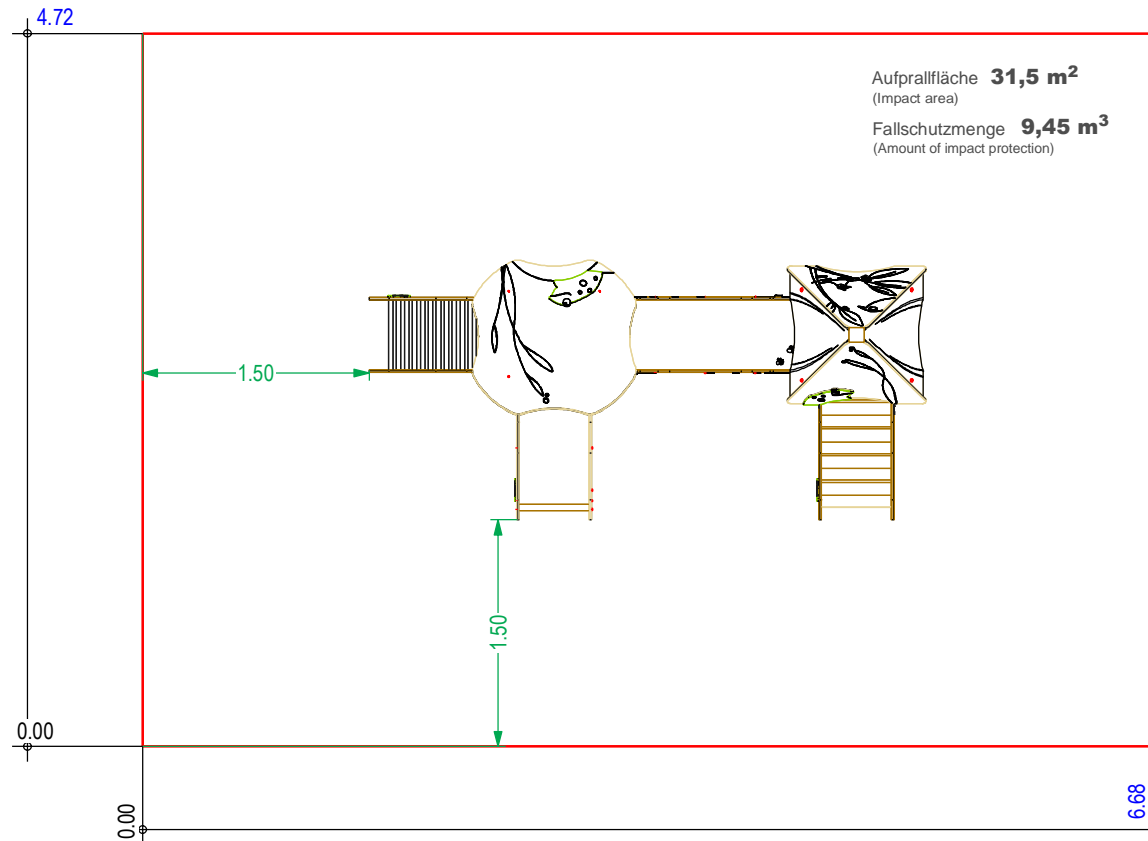 4.72
Aufprallfläche 31,5 m²
(Impact area)
Fallschutzmenge 9,45 m³
(Amount of impact protection)
1.50
1.50
0.00
0.00
6.68